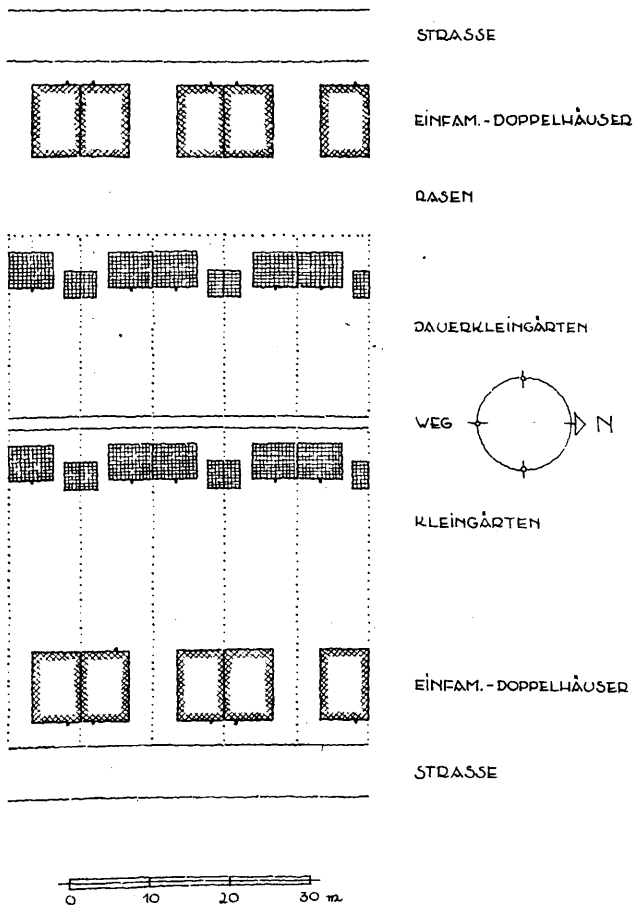 STRASSE
EINFAM.-DOPPELHÄUSER
RASEN
DAUERKLEINGÄRTEN
WEG
N
KLEINGÄRTEN
EINFAM.-DOPPELHÄUSER
STRASSE
0 10 20 30 m